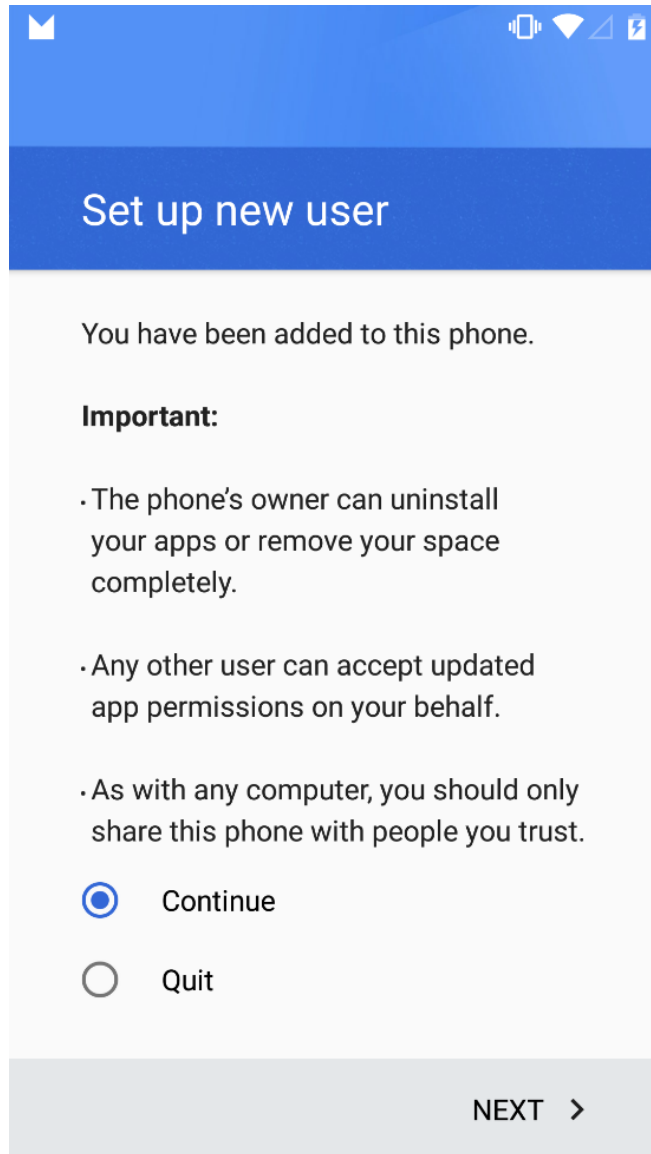 Set up new user
You have been added to this phone.
Important:
· The phone’s owner can uninstall
your apps or remove your space
completely.
· Any other user can accept updated
app permissions on your behalf.
· As with any computer, you should only
share this phone with people you trust.
Continue
Quit
NEXT